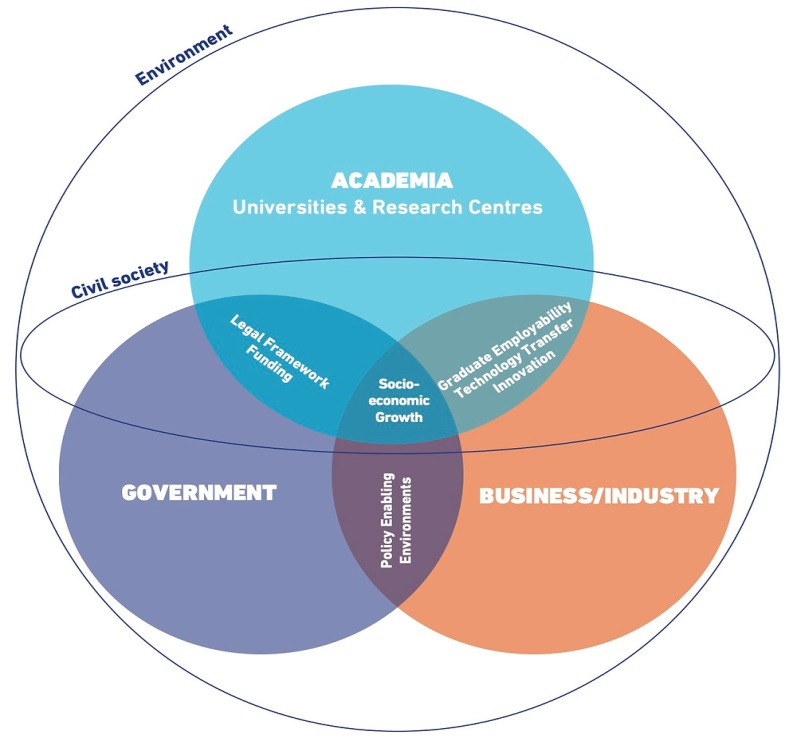 Environment
ACADEMIA
Universities & Research Centres
Civil society
Legal Framework
Funding
Graduate Employability
Technology Transfer
Innovation
Socio-
economic
Growth
GOVERNMENT
BUSINESS/INDUSTRY
Policy Enabling
Environments